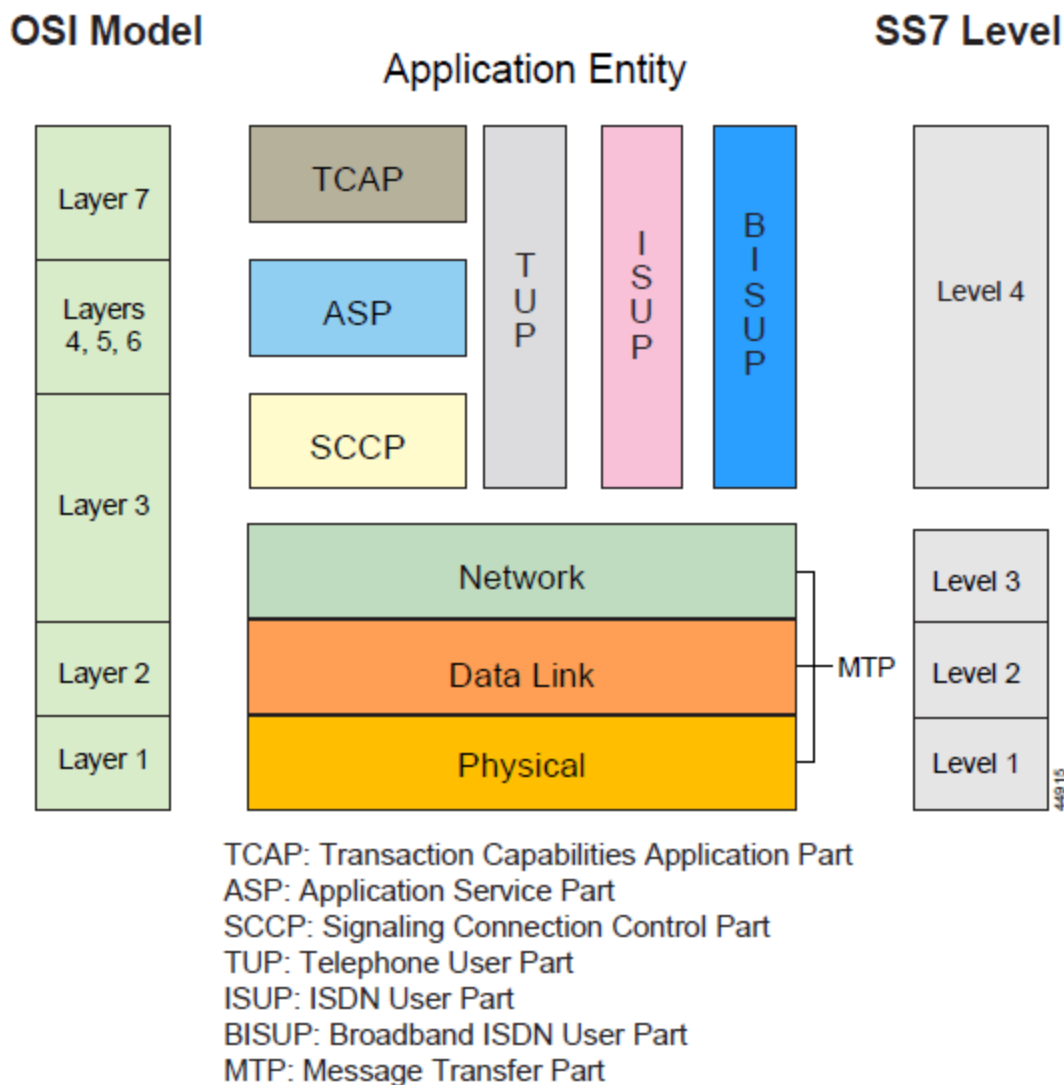 OSI Model
SS7 Level
Application Entity
Layer 7
Layers
4, 5, 6
Layer 3
Layer 2
Layer 1
TCAP
ASP
SCCP
TUP
ISUP
BISUP
Network
Data Link
Physical
MTP
Level 4
Level 3
Level 2
Level 1
44915
TCAP: Transaction Capabilities Application Part
ASP: Application Service Part
SCCP: Signaling Connection Control Part
TUP: Telephone User Part
ISUP: ISDN User Part
BISUP: Broadband ISDN User Part
MTP: Message Transfer Part